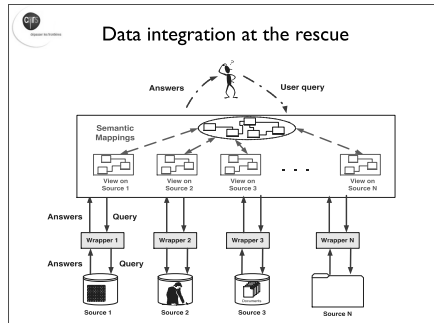 Data integration at the rescue
Answers
User query
Semantic
Mappings
View on
Source 1
View on
Source 2
View on
Source 3
. . .
View on
Source N
Answers
Query
Wrapper 1
Wrapper 2
Wrapper 3
Wrapper N
Answers
Query
Documents
Source 1
Source 2
Source 3
Source N